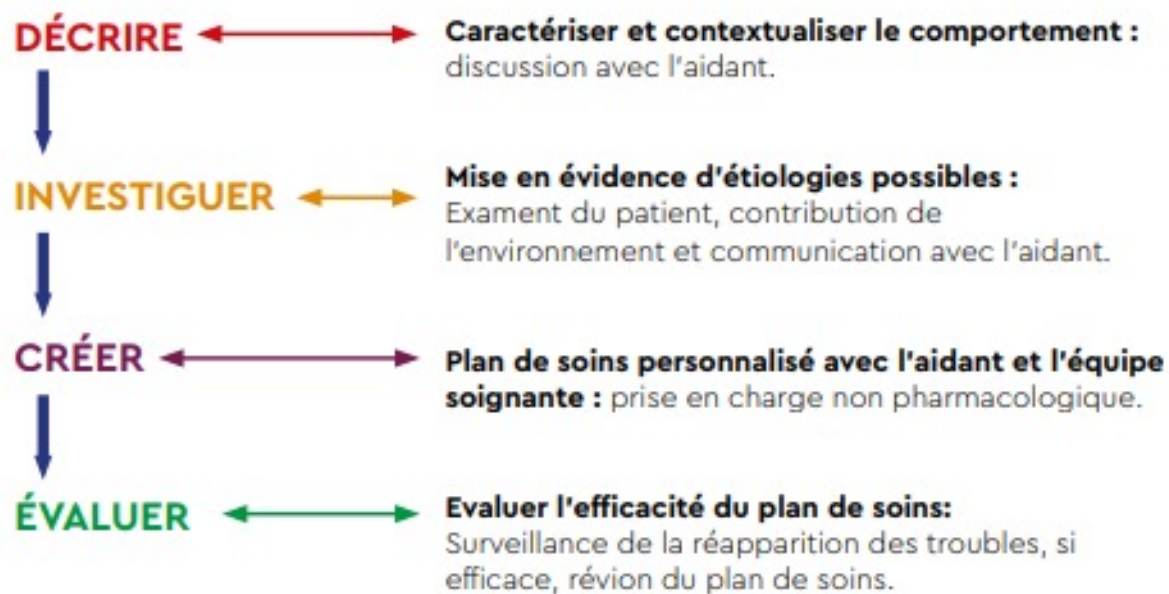 DÉCRIRE
Caractériser et contextualiser le comportement :
discussion avec l'aidant.
INVESTIGUER
Mise en évidence d'étiologies possibles :
Exament du patient, contribution de
l'environnement et communication avec l'aidant.
CRÉER
Plan de soins personnalisé avec l'aidant et l'équipe
soignante : prise en charge non pharmacologique.
ÉVALUER
Evaluer l'efficacité du plan de soins:
Surveillance de la réapparition des troubles, si
efficace, révion du plan de soins.